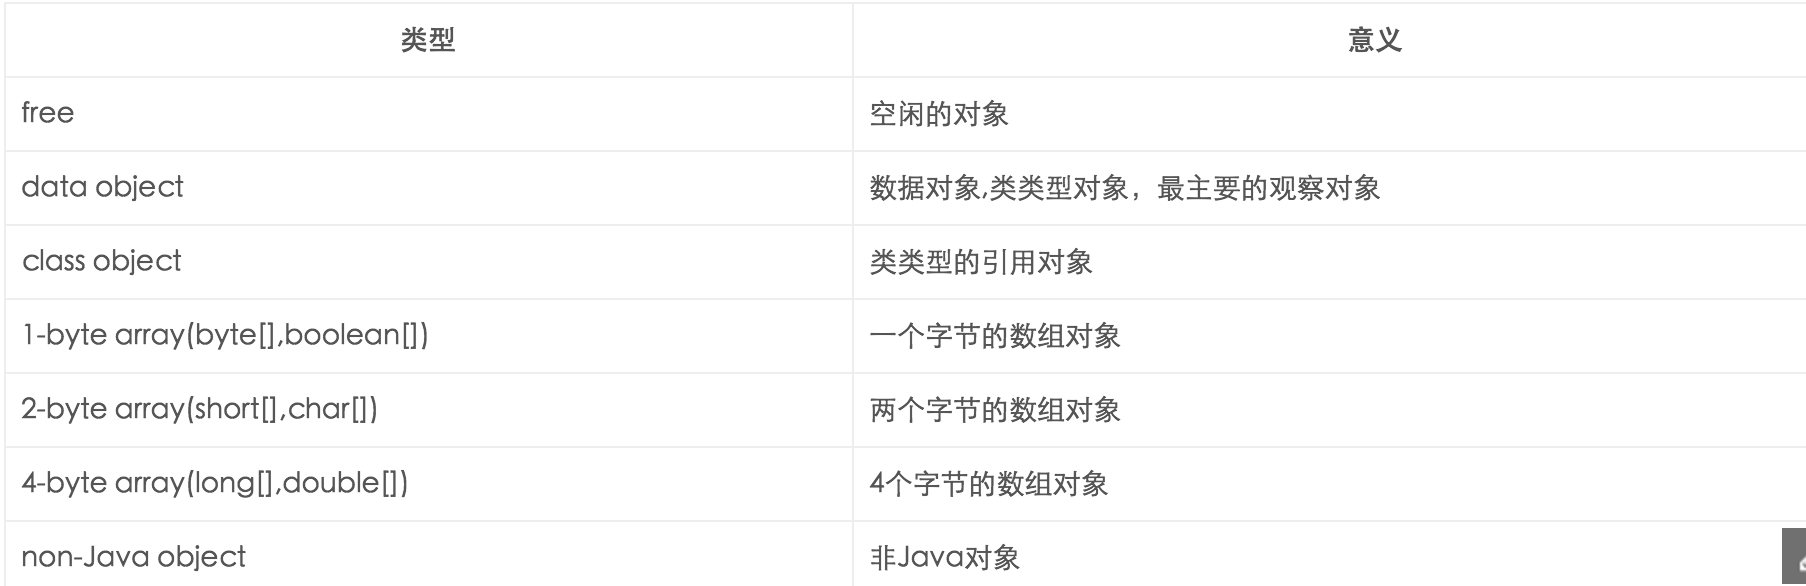 类型
意义
free
空闲的对象
data object
数据对象,类类型对象，最主要的观察对象
class object
类类型的引用对象
1-byte array(byte[],boolean[])
一个字节的数组对象
2-byte array(short[],char[])
两个字节的数组对象
4-byte array(long[],double[])
4个字节的数组对象
non-Java object
非Java对象